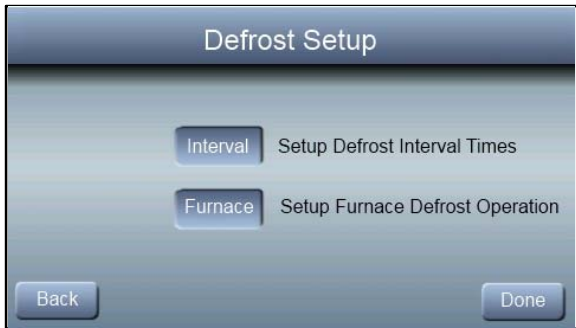 Defrost Setup
Interval Setup Defrost Interval Times
Furnace Setup Furnace Defrost Operation
Back Done